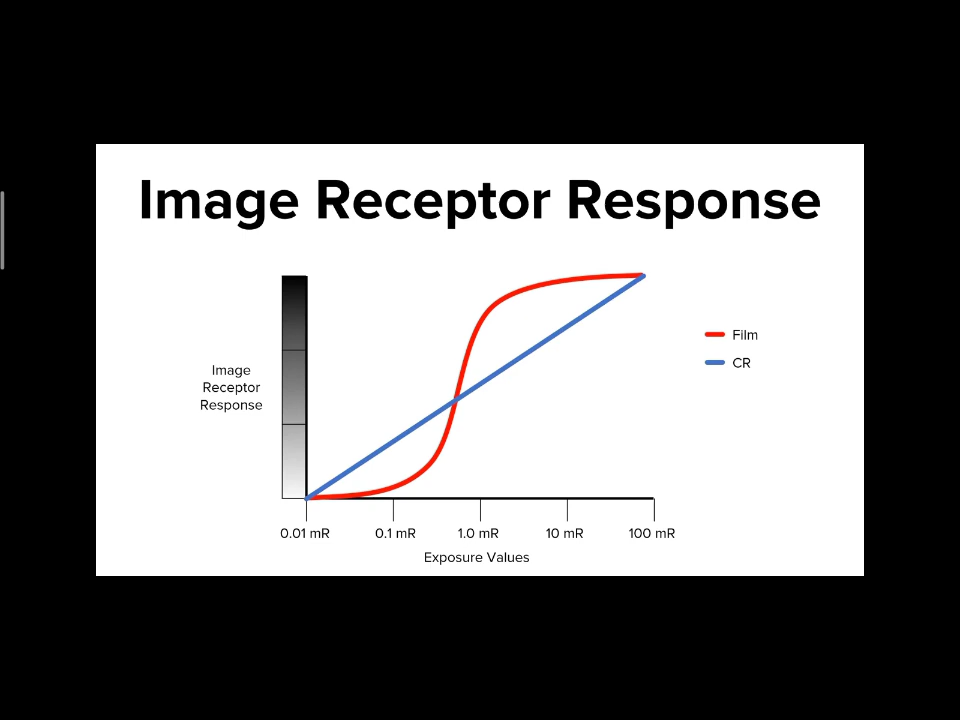 Image Receptor Response
Image
Receptor
Response
Film
CR
0.01 mR
0.1 mR
1.0 mR
10 mR
100 mR
Exposure Values